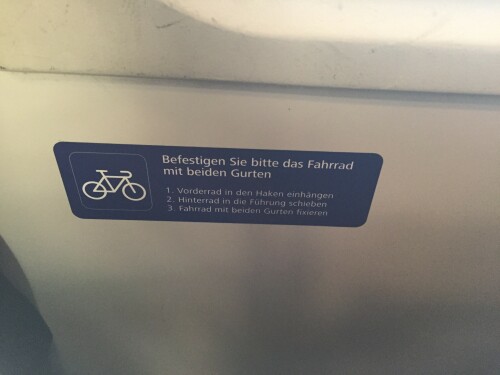 Befestigen Sie bitte das Fahrrad
mit beiden Gurten
1. Vorderrad in den Haken einhängen
2. Hinterrad in die Führung schieben
3. Fahrrad mit beiden Gurten fixieren